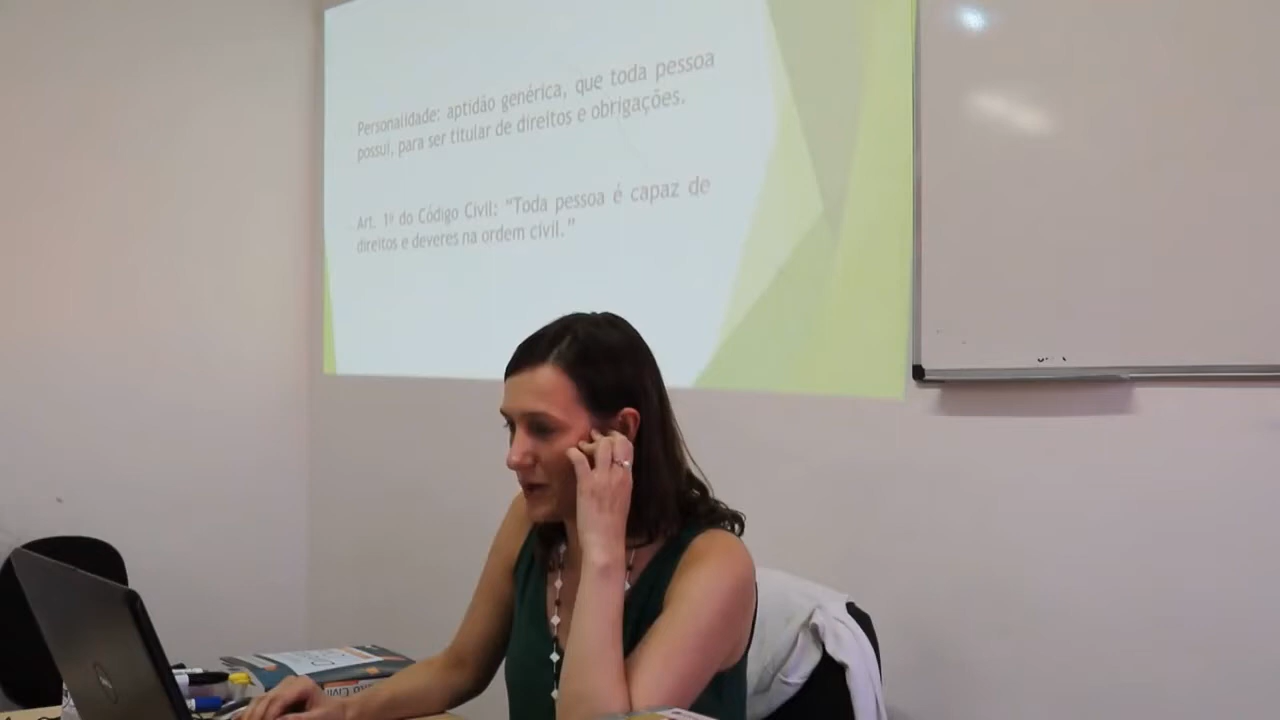 Personalidade: aptidão genérica, que toda pessoa
possui, para ser titular de direitos e obrigações.
Art. 1º do Código Civil: “Toda pessoa é capaz de
direitos e deveres na ordem civil.”
Civil